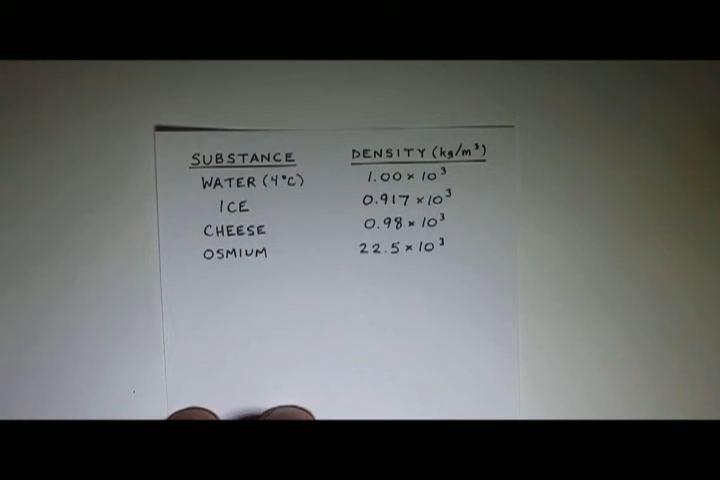 SUBSTANCE DENSITY (kg/m³)
WATER (4°C) 1.00 × 10³
ICE 0.917 × 10³
CHEESE 0.98 × 10³
OSMIUM 22.5 × 10³